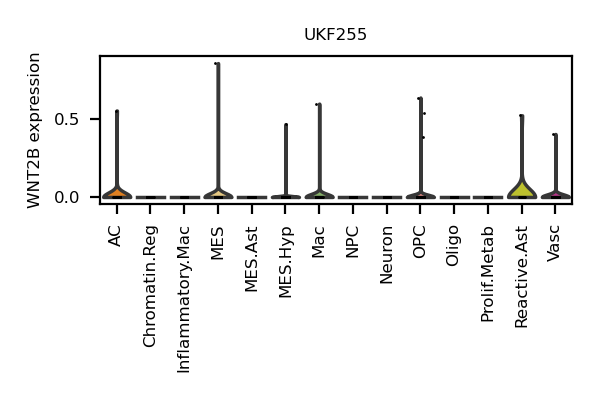 UKF255
WNT2B expression
0.5
0.0
AC
Chromatin.Reg
Inflammatory.Mac
MES
MES.Ast
MES.Hyp
Mac
NPC
Neuron
OPC
Oligo
Prolif.Metab
Reactive.Ast
Vasc